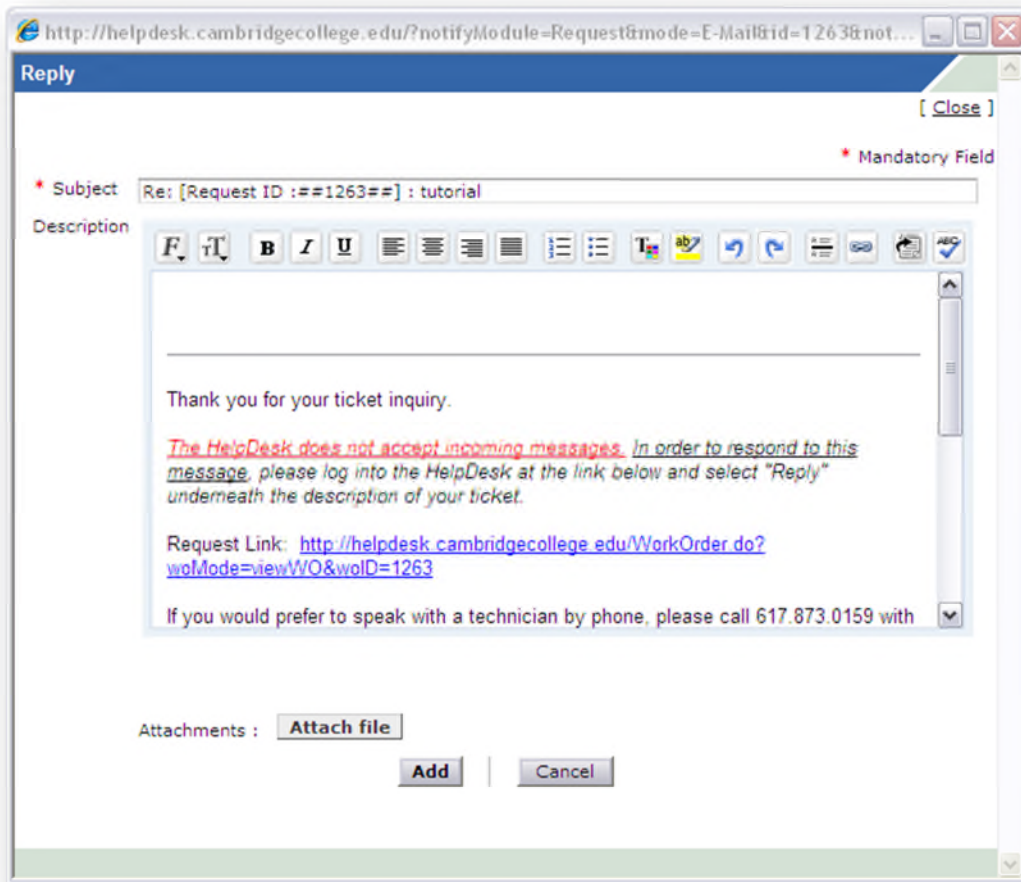 http://helpdesk.cambridgecollege.edu/?notifyModule=Request&mode=E-Mail&id=1263&not...
Reply
[ Close ]
* Mandatory Field
* Subject Re: [Request ID :##1263##] : tutorial
Description
F T B I U
Thank you for your ticket inquiry.
The HelpDesk does not accept incoming messages. In order to respond to this
message, please log into the HelpDesk at the link below and select "Reply"
underneath the description of your ticket.
Request Link: http://helpdesk.cambridgecollege.edu/WorkOrder.do?
woMode=viewWO&woID=1263
If you would prefer to speak with a technician by phone, please call 617.873.0159 with
Attachments : Attach file
Add | Cancel